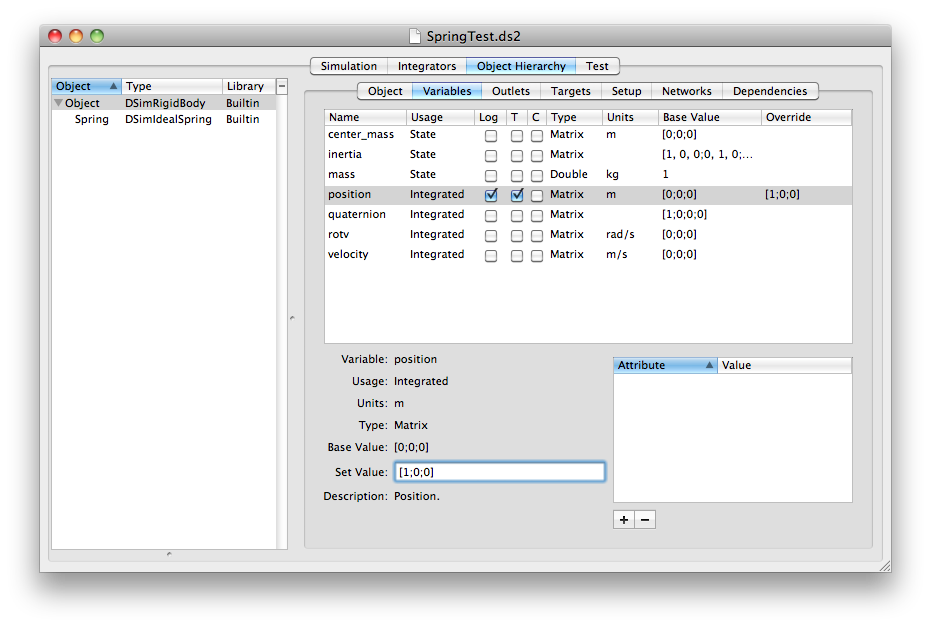 SpringTest.ds2
Simulation Integrators Object Hierarchy Test
Object Type Library
Object DSimRigidBody Builtin
Spring DSimIdealSpring Builtin
Object Variables Outlets Targets Setup Networks Dependencies
Name Usage Log T C Type Units Base Value Override
center_mass State Matrix m [0;0;0]
inertia State Matrix [1, 0, 0;0, 1, 0;...
mass State Double kg 1
position Integrated Matrix m [0;0;0] [1;0;0]
quaternion Integrated Matrix [1;0;0;0]
rotv Integrated Matrix rad/s [0;0;0]
velocity Integrated Matrix m/s [0;0;0]
Variable: position
Usage: Integrated
Units: m
Type: Matrix
Base Value: [0;0;0]
Set Value: [1;0;0]
Description: Position.
Attribute Value
+ −